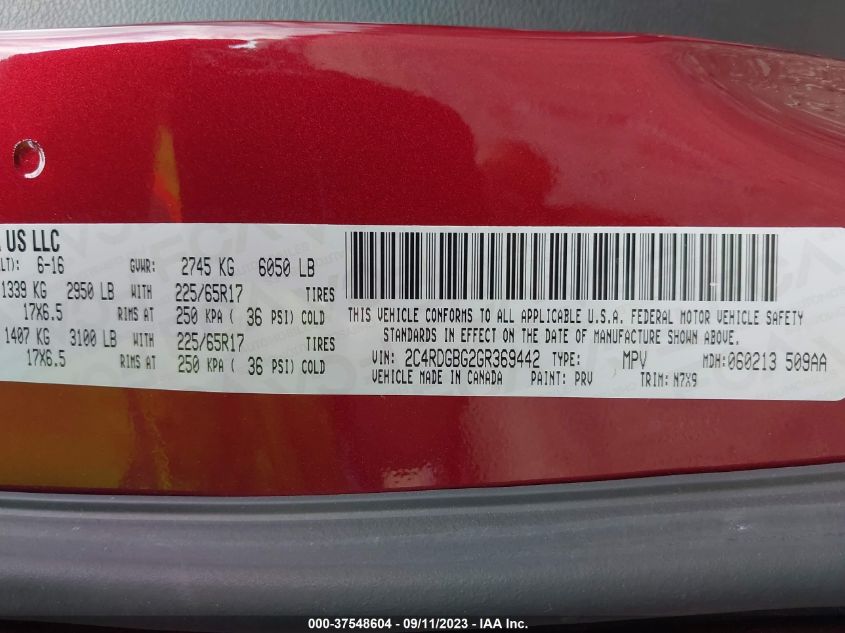 US LLC
LT): 6-16 GVWR: 2745 KG 6050 LB
1339 KG 2950 LB WITH 225/65R17 TIRES
17X6.5 RIMS AT 250 KPA ( 36 PSI) COLD
1407 KG 3100 LB WITH 225/65R17 TIRES
17X6.5 RIMS AT 250 KPA ( 36 PSI) COLD
THIS VEHICLE CONFORMS TO ALL APPLICABLE U.S.A. FEDERAL MOTOR VEHICLE SAFETY
STANDARDS IN EFFECT ON THE DATE OF MANUFACTURE SHOWN ABOVE.
VIN: 2C4RDGBG2GR369442 TYPE: MPV MDH:060213 509AA
VEHICLE MADE IN CANADA PAINT: PRV TRIM: N7X9
000-37548604 - 09/11/2023 - IAA Inc.